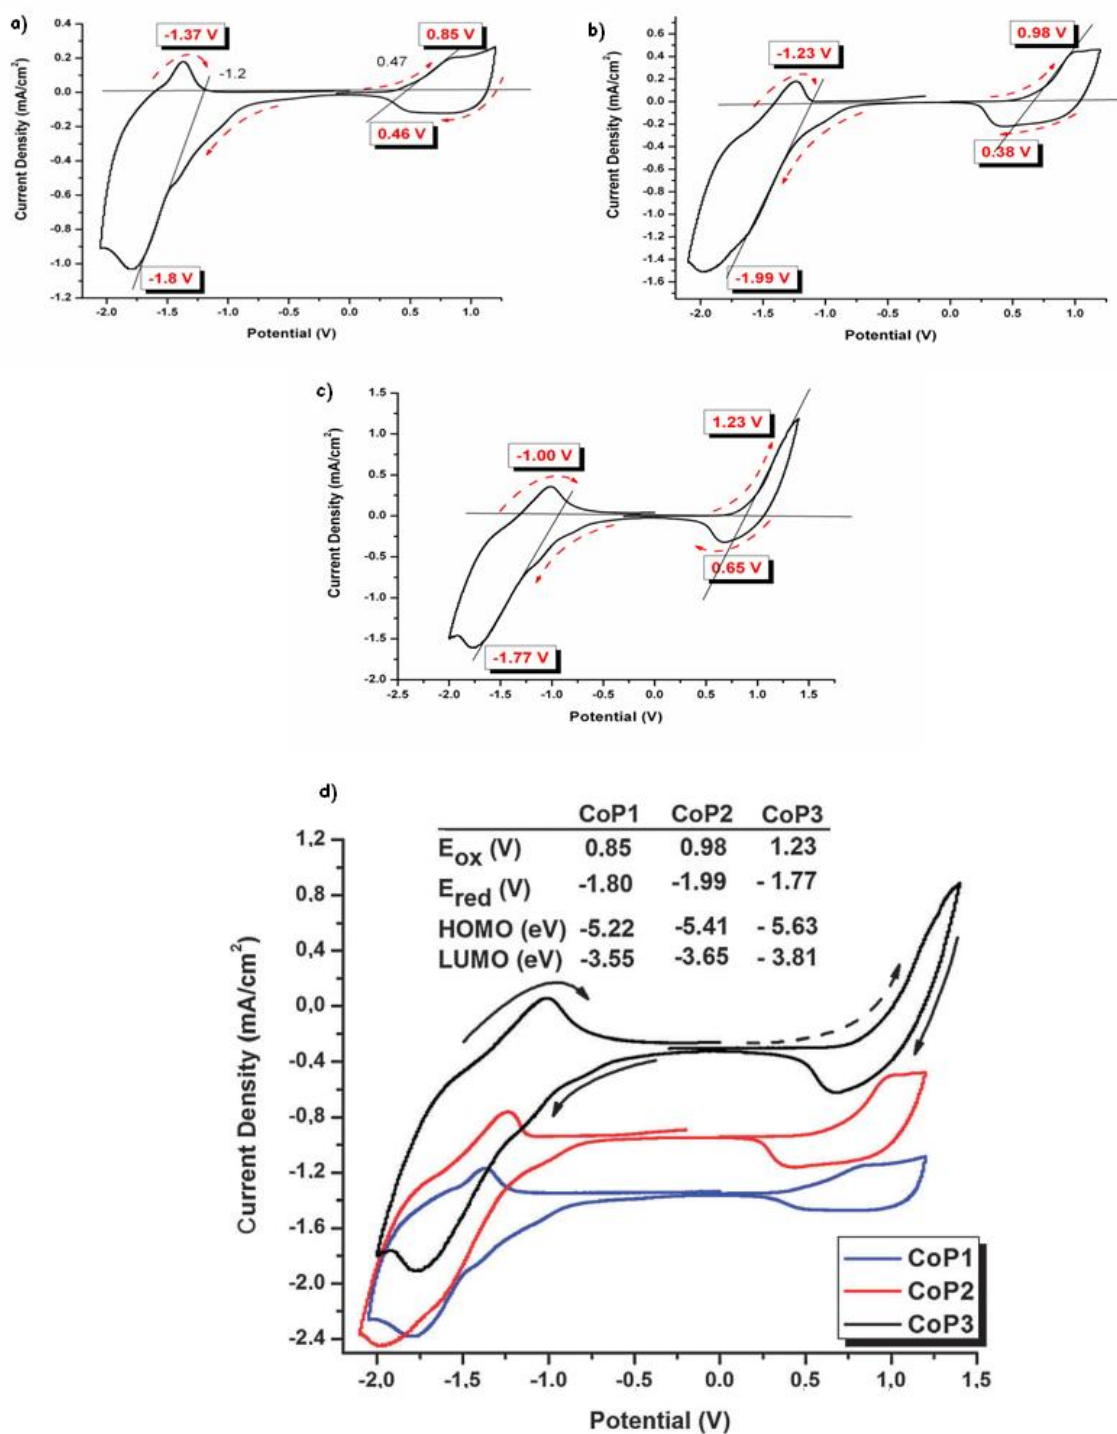 a)
-1.37 V
0.85 V
-1.2
0.47
0.46 V
-1.8 V
0.4
0.2
0.0
-0.2
-0.4
-0.6
-0.8
-1.0
-1.2
Current Density (mA/cm²)
-2.0 -1.5 -1.0 -0.5 0.0 0.5 1.0
Potential (V)
b)
-1.23 V
0.98 V
0.38 V
-1.99 V
0.6
0.4
0.2
0.0
-0.2
-0.4
-0.6
-0.8
-1.0
-1.2
-1.4
-1.6
Current Density (mA/cm²)
-2.0 -1.5 -1.0 -0.5 0.0 0.5 1.0
Potential (V)
c)
-1.00 V
1.23 V
0.65 V
-1.77 V
1.5
1.0
0.5
0.0
-0.5
-1.0
-1.5
-2.0
Current Density (mA/cm²)
-2.5 -2.0 -1.5 -1.0 -0.5 0.0 0.5 1.0 1.5
Potential (V)
d)
CoP1 CoP2 CoP3
E_ox (V) 0.85 0.98 1.23
E_red (V) -1.80 -1.99 - 1.77
HOMO (eV) -5.22 -5.41 - 5.63
LUMO (eV) -3.55 -3.65 - 3.81
1,2
0.8
0.4
0,0
-0.4
-0,8
-1.2
-1.6
-2.0
-2.4
Current Density (mA/cm²)
CoP1
CoP2
CoP3
-2,0 -1,5 -1.0 -0.5 0.0 0.5 1,0 1,5
Potential (V)